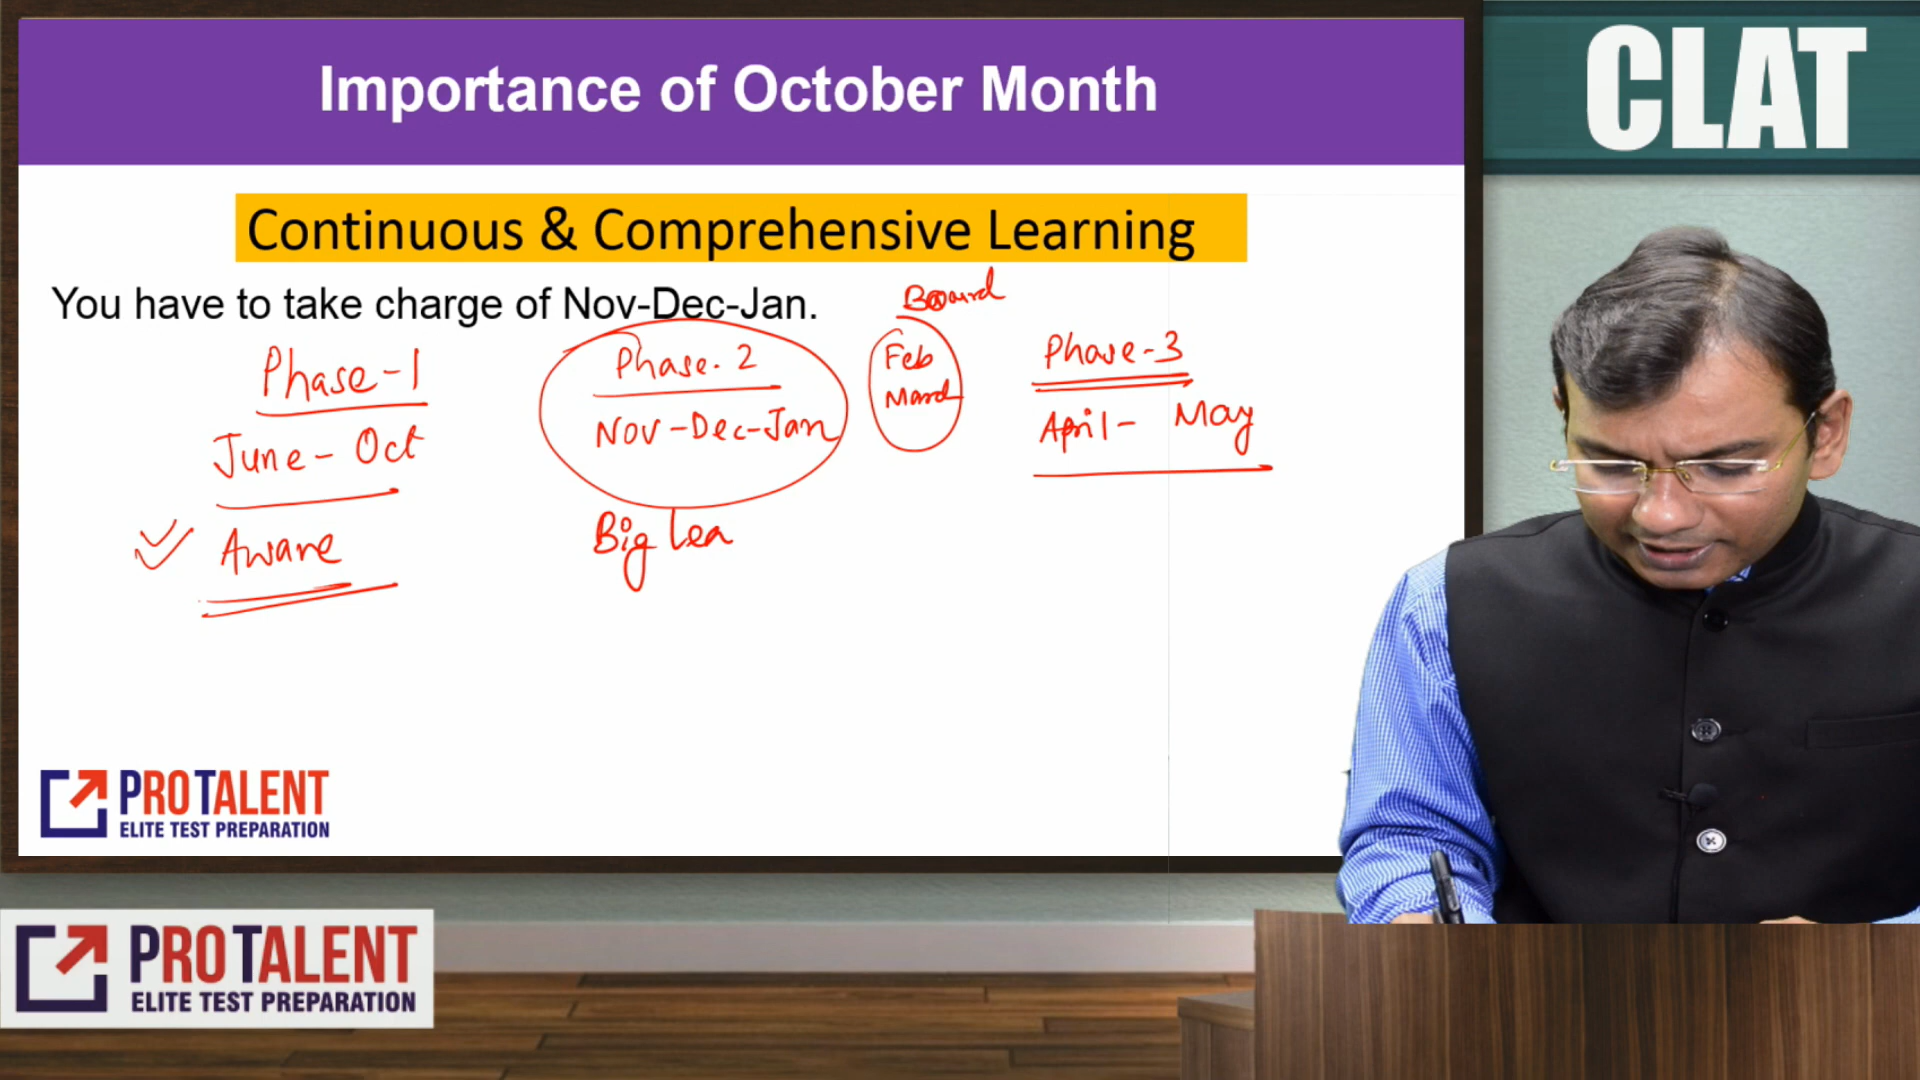 Importance of October Month
CLAT
Continuous & Comprehensive Learning
You have to take charge of Nov-Dec-Jan.
Board
Phase-1
Phase-2
Feb
March
Phase-3
June - Oct
Nov-Dec-Jan
April - May
Aware
Big Lea
PROTALENT
ELITE TEST PREPARATION
PROTALENT
ELITE TEST PREPARATION